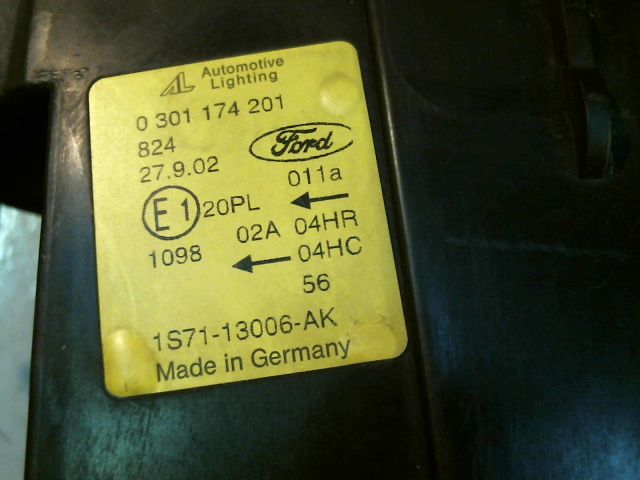 AL Automotive Lighting
0 301 174 201
824
Ford
27.9.02
011a
E1 20PL ←
02A 04HR
1098 ← 04HC
56
1S71-13006-AK
Made in Germany